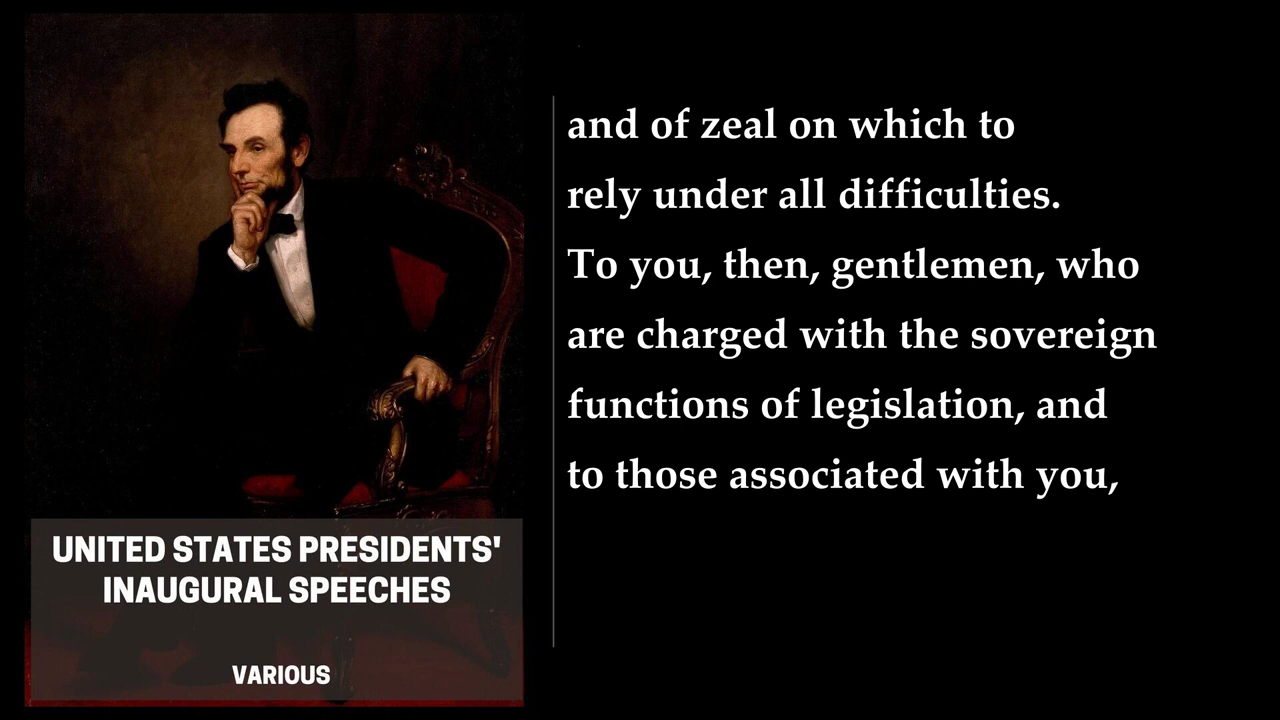 and of zeal on which to
rely under all difficulties.
To you, then, gentlemen, who
are charged with the sovereign
functions of legislation, and
to those associated with you,
UNITED STATES PRESIDENTS'
INAUGURAL SPEECHES
VARIOUS